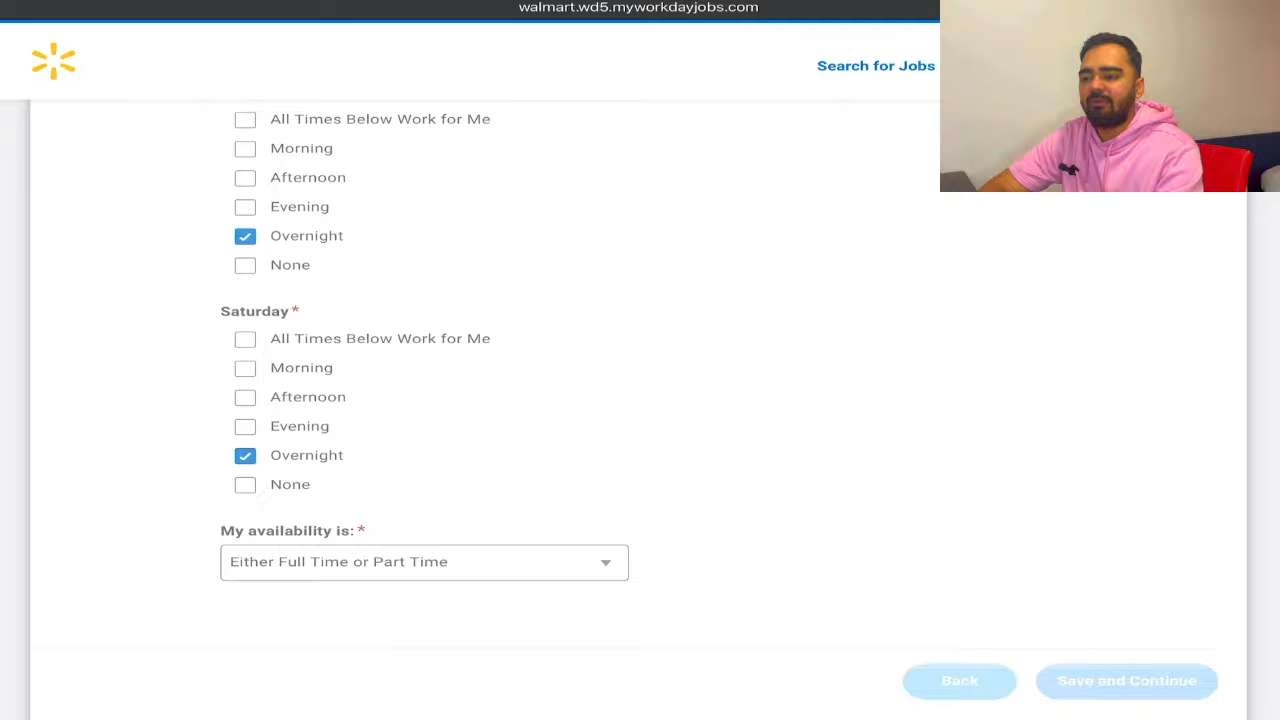 walmart.wd5.myworkdayjobs.com
Search for Jobs
All Times Below Work for Me
Morning
Afternoon
Evening
Overnight
None
Saturday*
All Times Below Work for Me
Morning
Afternoon
Evening
Overnight
None
My availability is:*
Either Full Time or Part Time
Back
Save and Continue